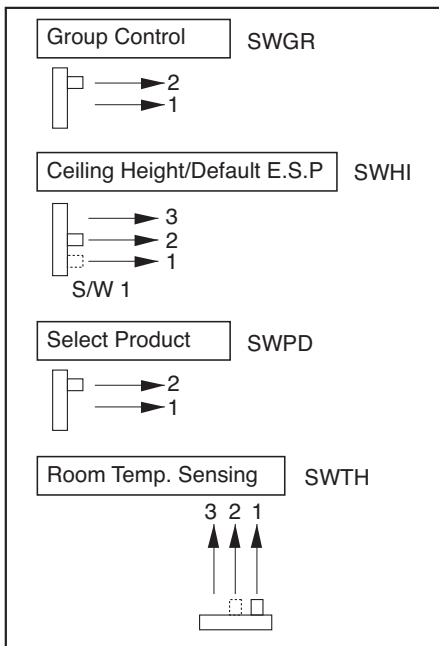 Group Control SWGR
2
1
Ceiling Height/Default E.S.P SWHI
3
2
1
S/W 1
Select Product SWPD
2
1
Room Temp. Sensing SWTH
3 2 1